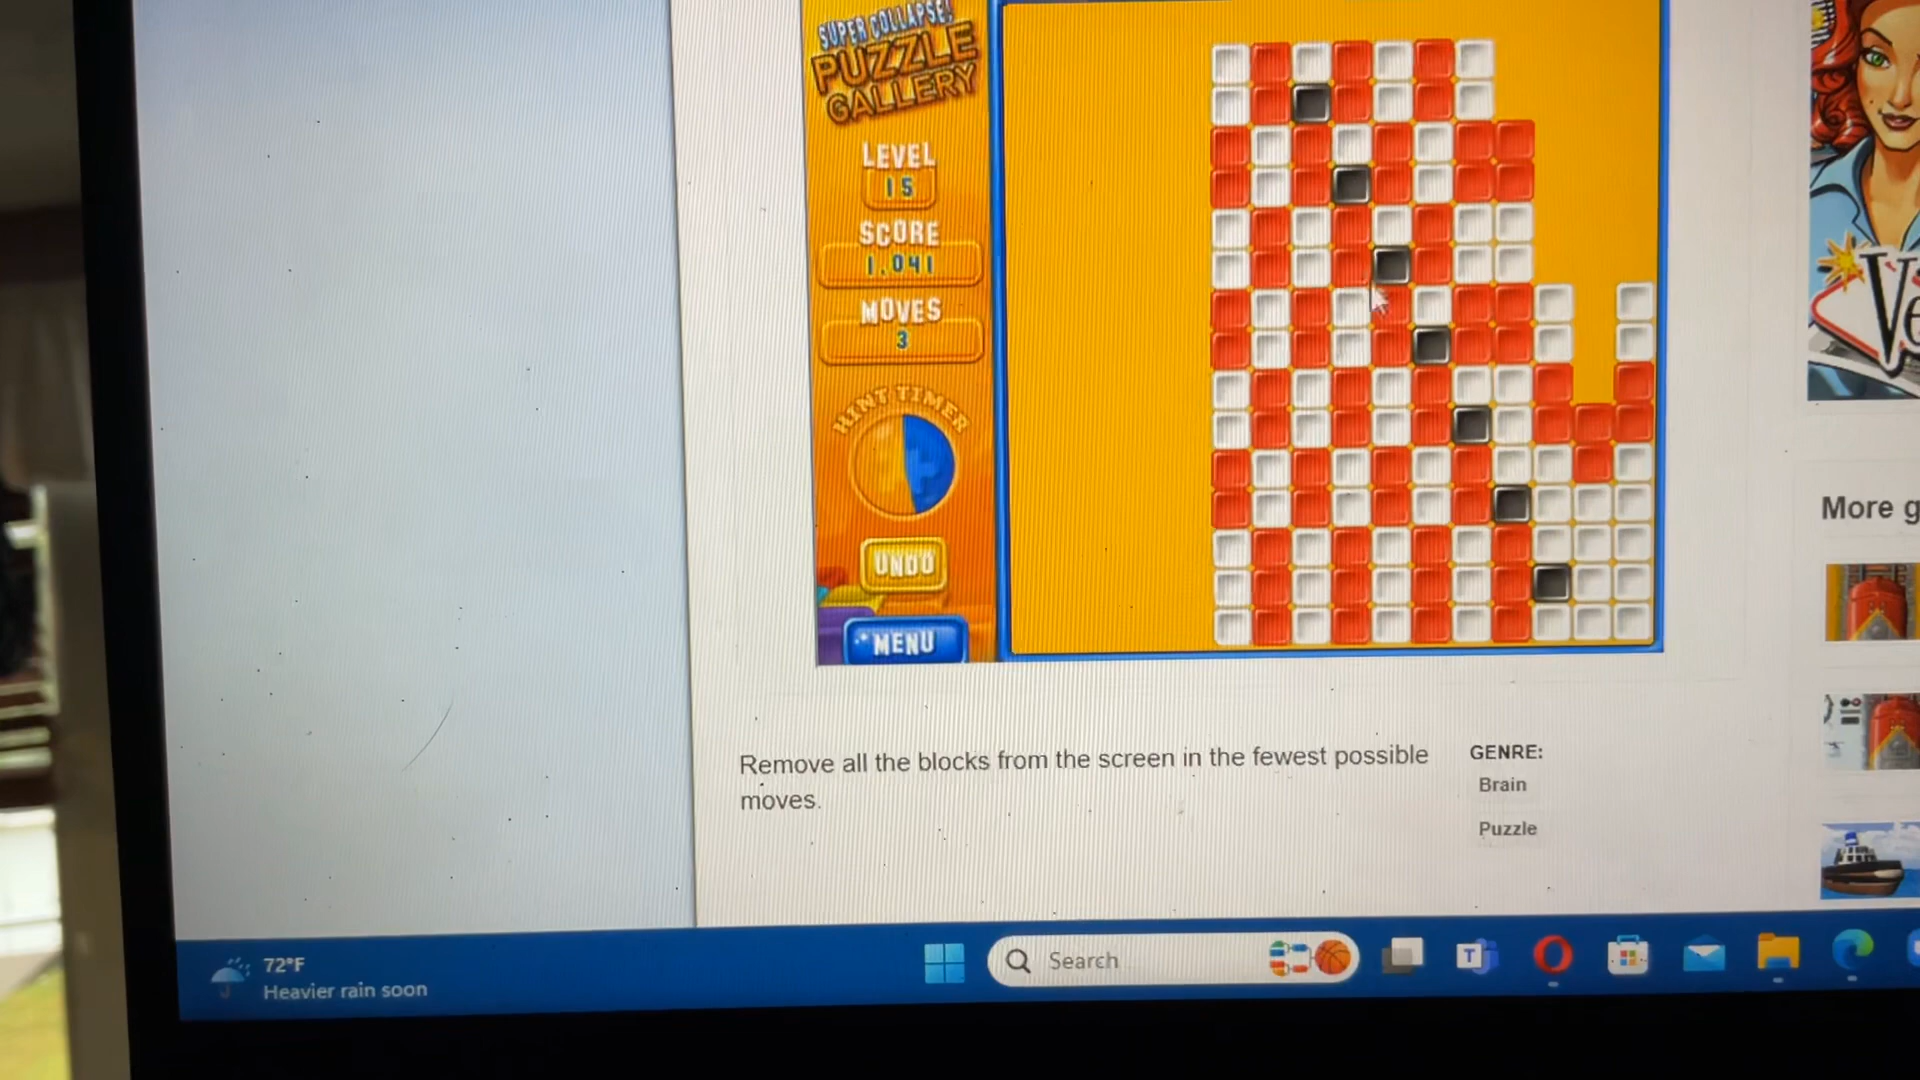 SUPER COLLAPSE!
PUZZLE
GALLERY
LEVEL
15
SCORE
1,041
MOVES
3
HINT TIMER
UNDO
MENU
Remove all the blocks from the screen in the fewest possible
moves.
GENRE:
Brain
Puzzle
More g
Ve
72°F
Heavier rain soon
Search
T